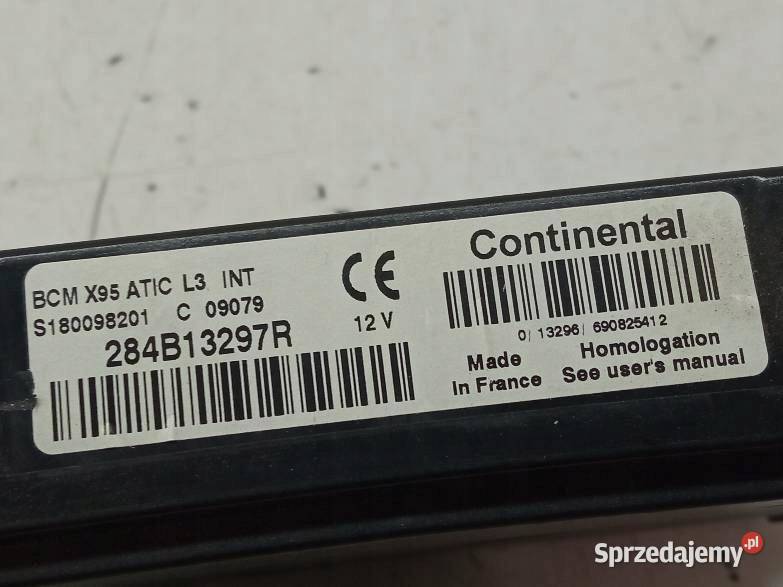 BCM X95 ATIC L3 INT
S180098201 C 09079
284B13297R
CE
12 V
Continental
0/ 13296/ 690825412
Made
In France
Homologation
See user's manual
Sprzedajemy.pl